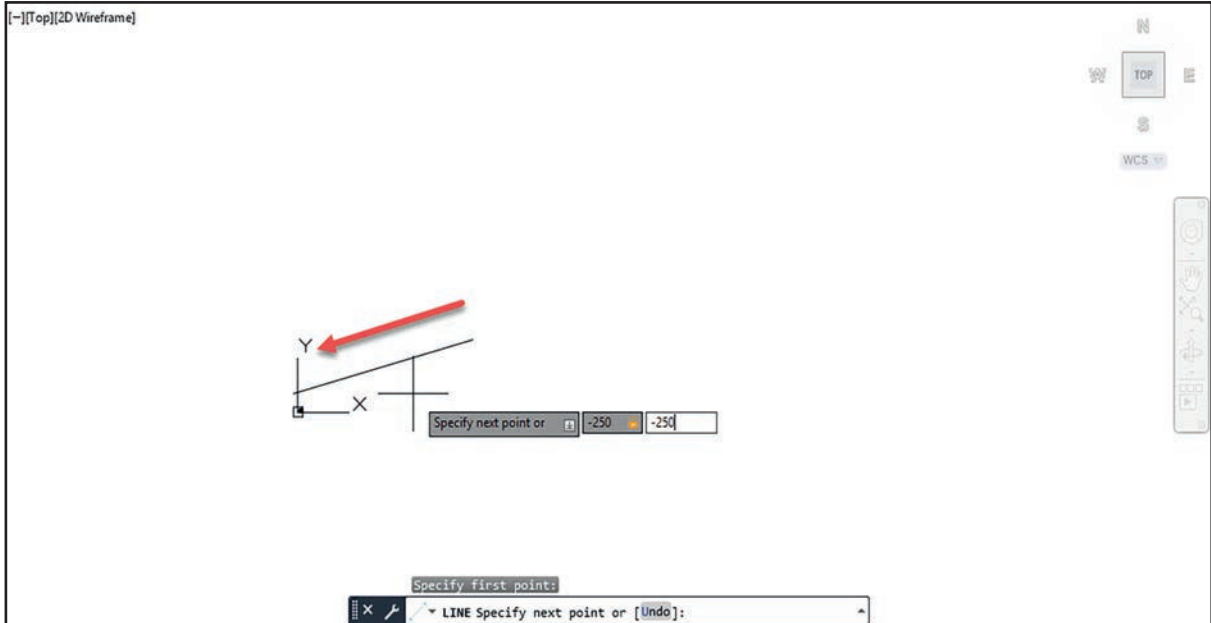 [−][Top][2D Wireframe]
N
W TOP E
S
WCS
Y
X
Specify next point or -250 -250
Specify first point:
LINE Specify next point or [Undo]: